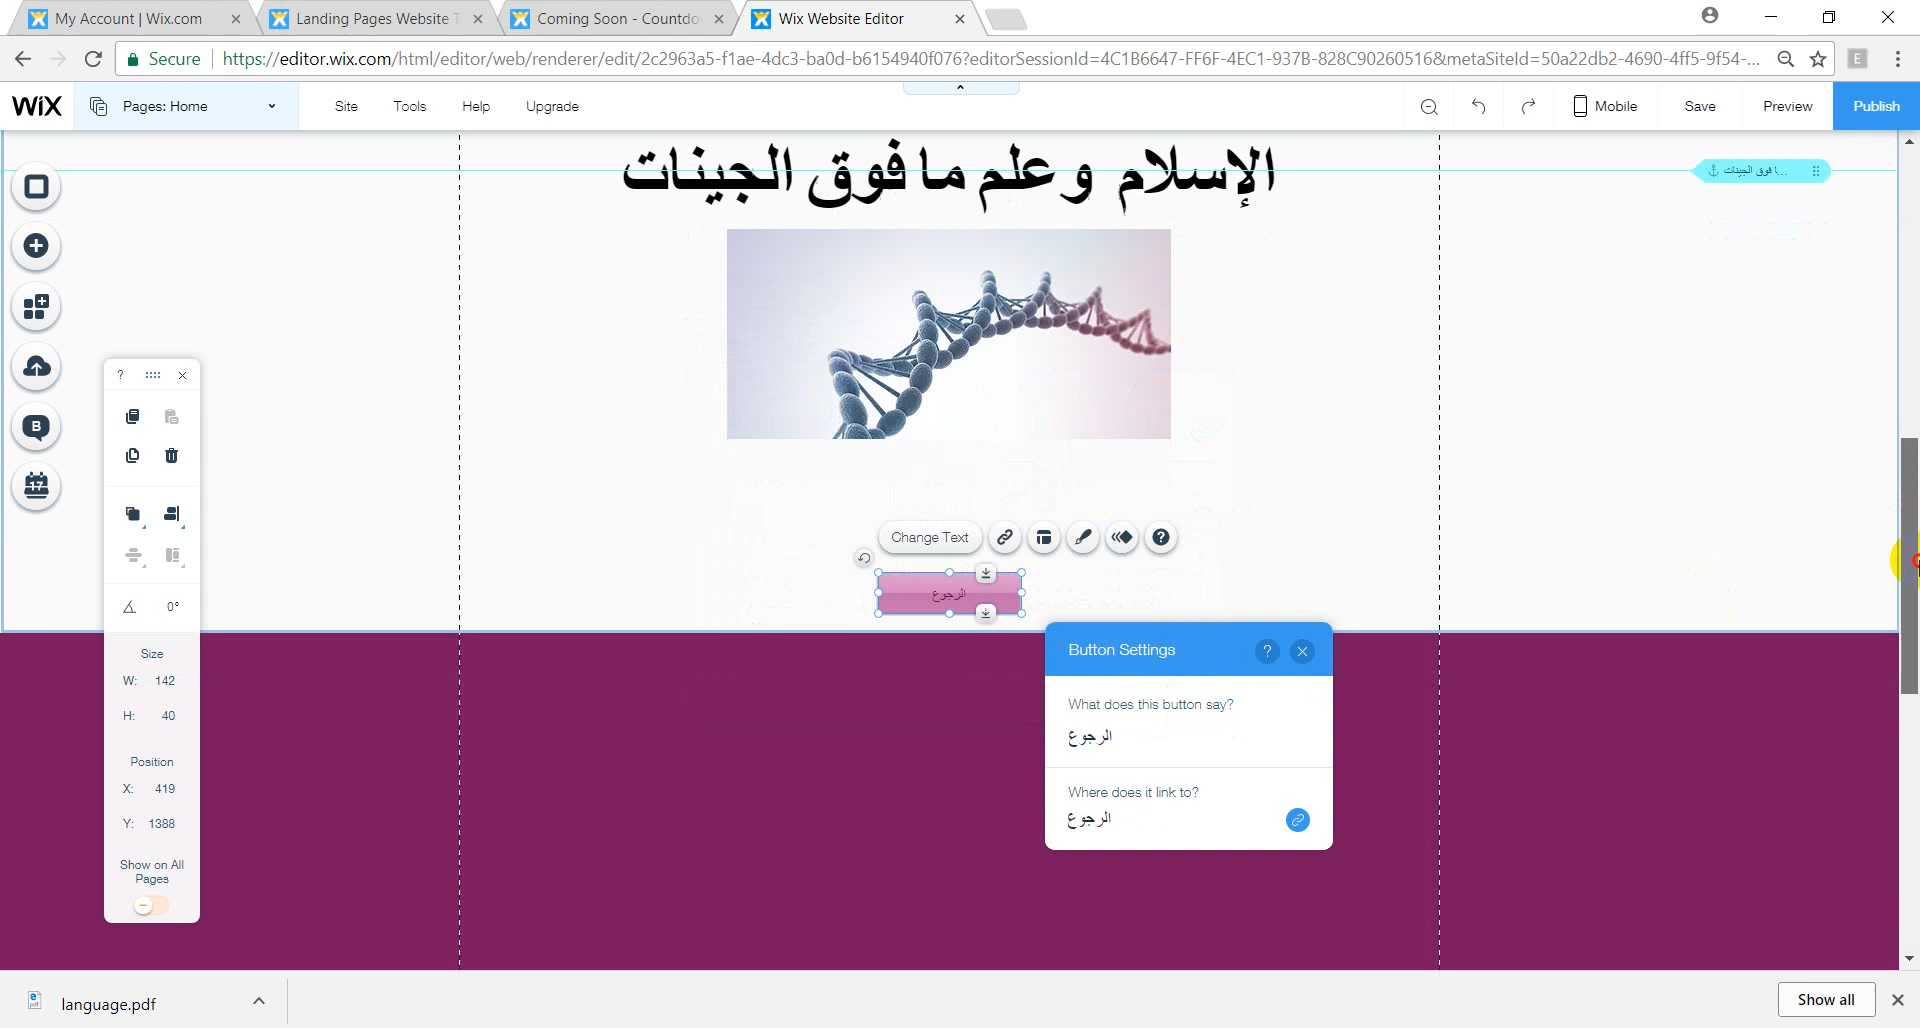 My Account | Wix.com
Landing Pages Website T
Coming Soon - Countdo
Wix Website Editor
Secure
https://editor.wix.com/html/editor/web/renderer/edit/2c2963a5-f1ae-4dc3-ba0d-b6154940f076?editorSessionId=4C1B6647-FF6F-4EC1-937B-828C90260516&metaSiteId=50a22db2-4690-4ff5-9f54-...
E
WiX
Pages: Home
Site
Tools
Help
Upgrade
Mobile
Save
Preview
Publish
الإسلام وعلم ما فوق الجينات
ا فوق الجينات...
?
B
17
0°
Size
W: 142
H: 40
Position
X: 419
Y: 1388
Show on All
Pages
Change Text
?
الرجوع
Button Settings
?
What does this button say?
الرجوع
Where does it link to?
الرجوع
language.pdf
Show all